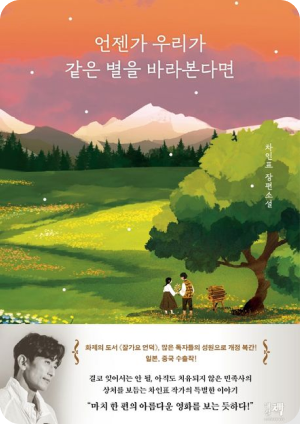 언젠가 우리가
같은 별을 바라본다면
차인표 장편소설
화제의 도서 《잘가요 언덕》, 많은 독자들의 성원으로 개정 복간!
일본, 중국 수출작!
결코 잊어서는 안 될, 아직도 치유되지 않은 민족사의
상처를 보듬는 차인표 작가의 특별한 이야기
“마치 한 편의 아름다운 영화를 보는 듯하다!”